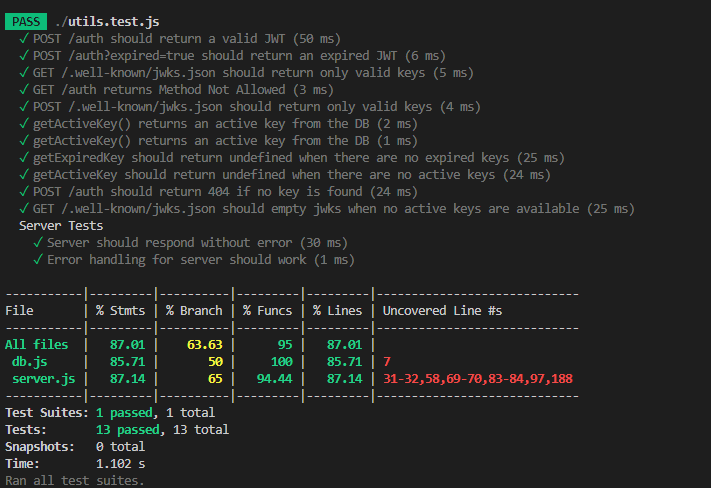 PASS ./utils.test.js
✓ POST /auth should return a valid JWT (50 ms)
✓ POST /auth?expired=true should return an expired JWT (6 ms)
✓ GET /.well-known/jwks.json should return only valid keys (5 ms)
✓ GET /auth returns Method Not Allowed (3 ms)
✓ POST /.well-known/jwks.json should return only valid keys (4 ms)
✓ getActiveKey() returns an active key from the DB (2 ms)
✓ getActiveKey() returns an active key from the DB (1 ms)
✓ getExpiredKey should return undefined when there are no expired keys (25 ms)
✓ getActiveKey should return undefined when there are no active keys (24 ms)
✓ POST /auth should return 404 if no key is found (24 ms)
✓ GET /.well-known/jwks.json should empty jwks when no active keys are available (25 ms)
Server Tests
✓ Server should respond without error (30 ms)
✓ Error handling for server should work (1 ms)
-----------|---------|----------|---------|---------|---------------------------
File       | % Stmts | % Branch | % Funcs | % Lines | Uncovered Line #s
-----------|---------|----------|---------|---------|---------------------------
All files  |   87.01 |    63.63 |      95 |   87.01 |
 db.js     |   85.71 |       50 |     100 |   85.71 | 7
 server.js |   87.14 |       65 |   94.44 |   87.14 | 31-32,58,69-70,83-84,97,188
-----------|---------|----------|---------|---------|---------------------------
Test Suites: 1 passed, 1 total
Tests:       13 passed, 13 total
Snapshots:   0 total
Time:        1.102 s
Ran all test suites.